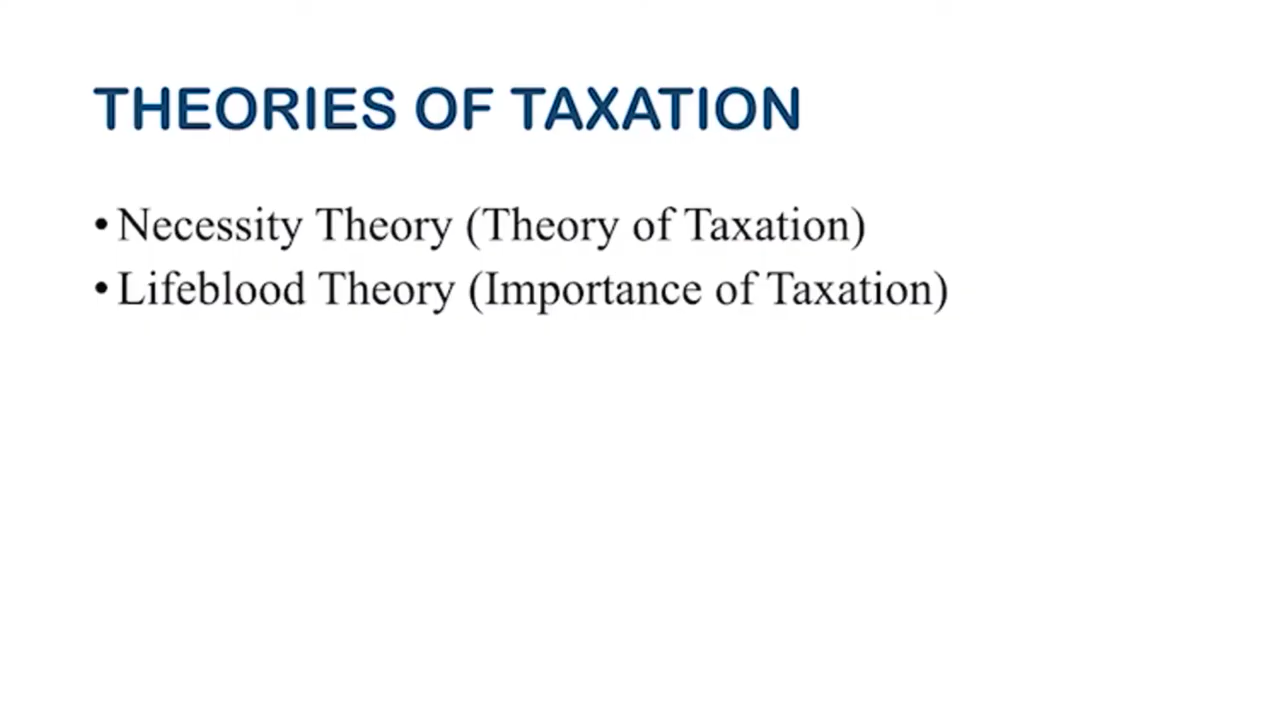 THEORIES OF TAXATION
• Necessity Theory (Theory of Taxation)
• Lifeblood Theory (Importance of Taxation)